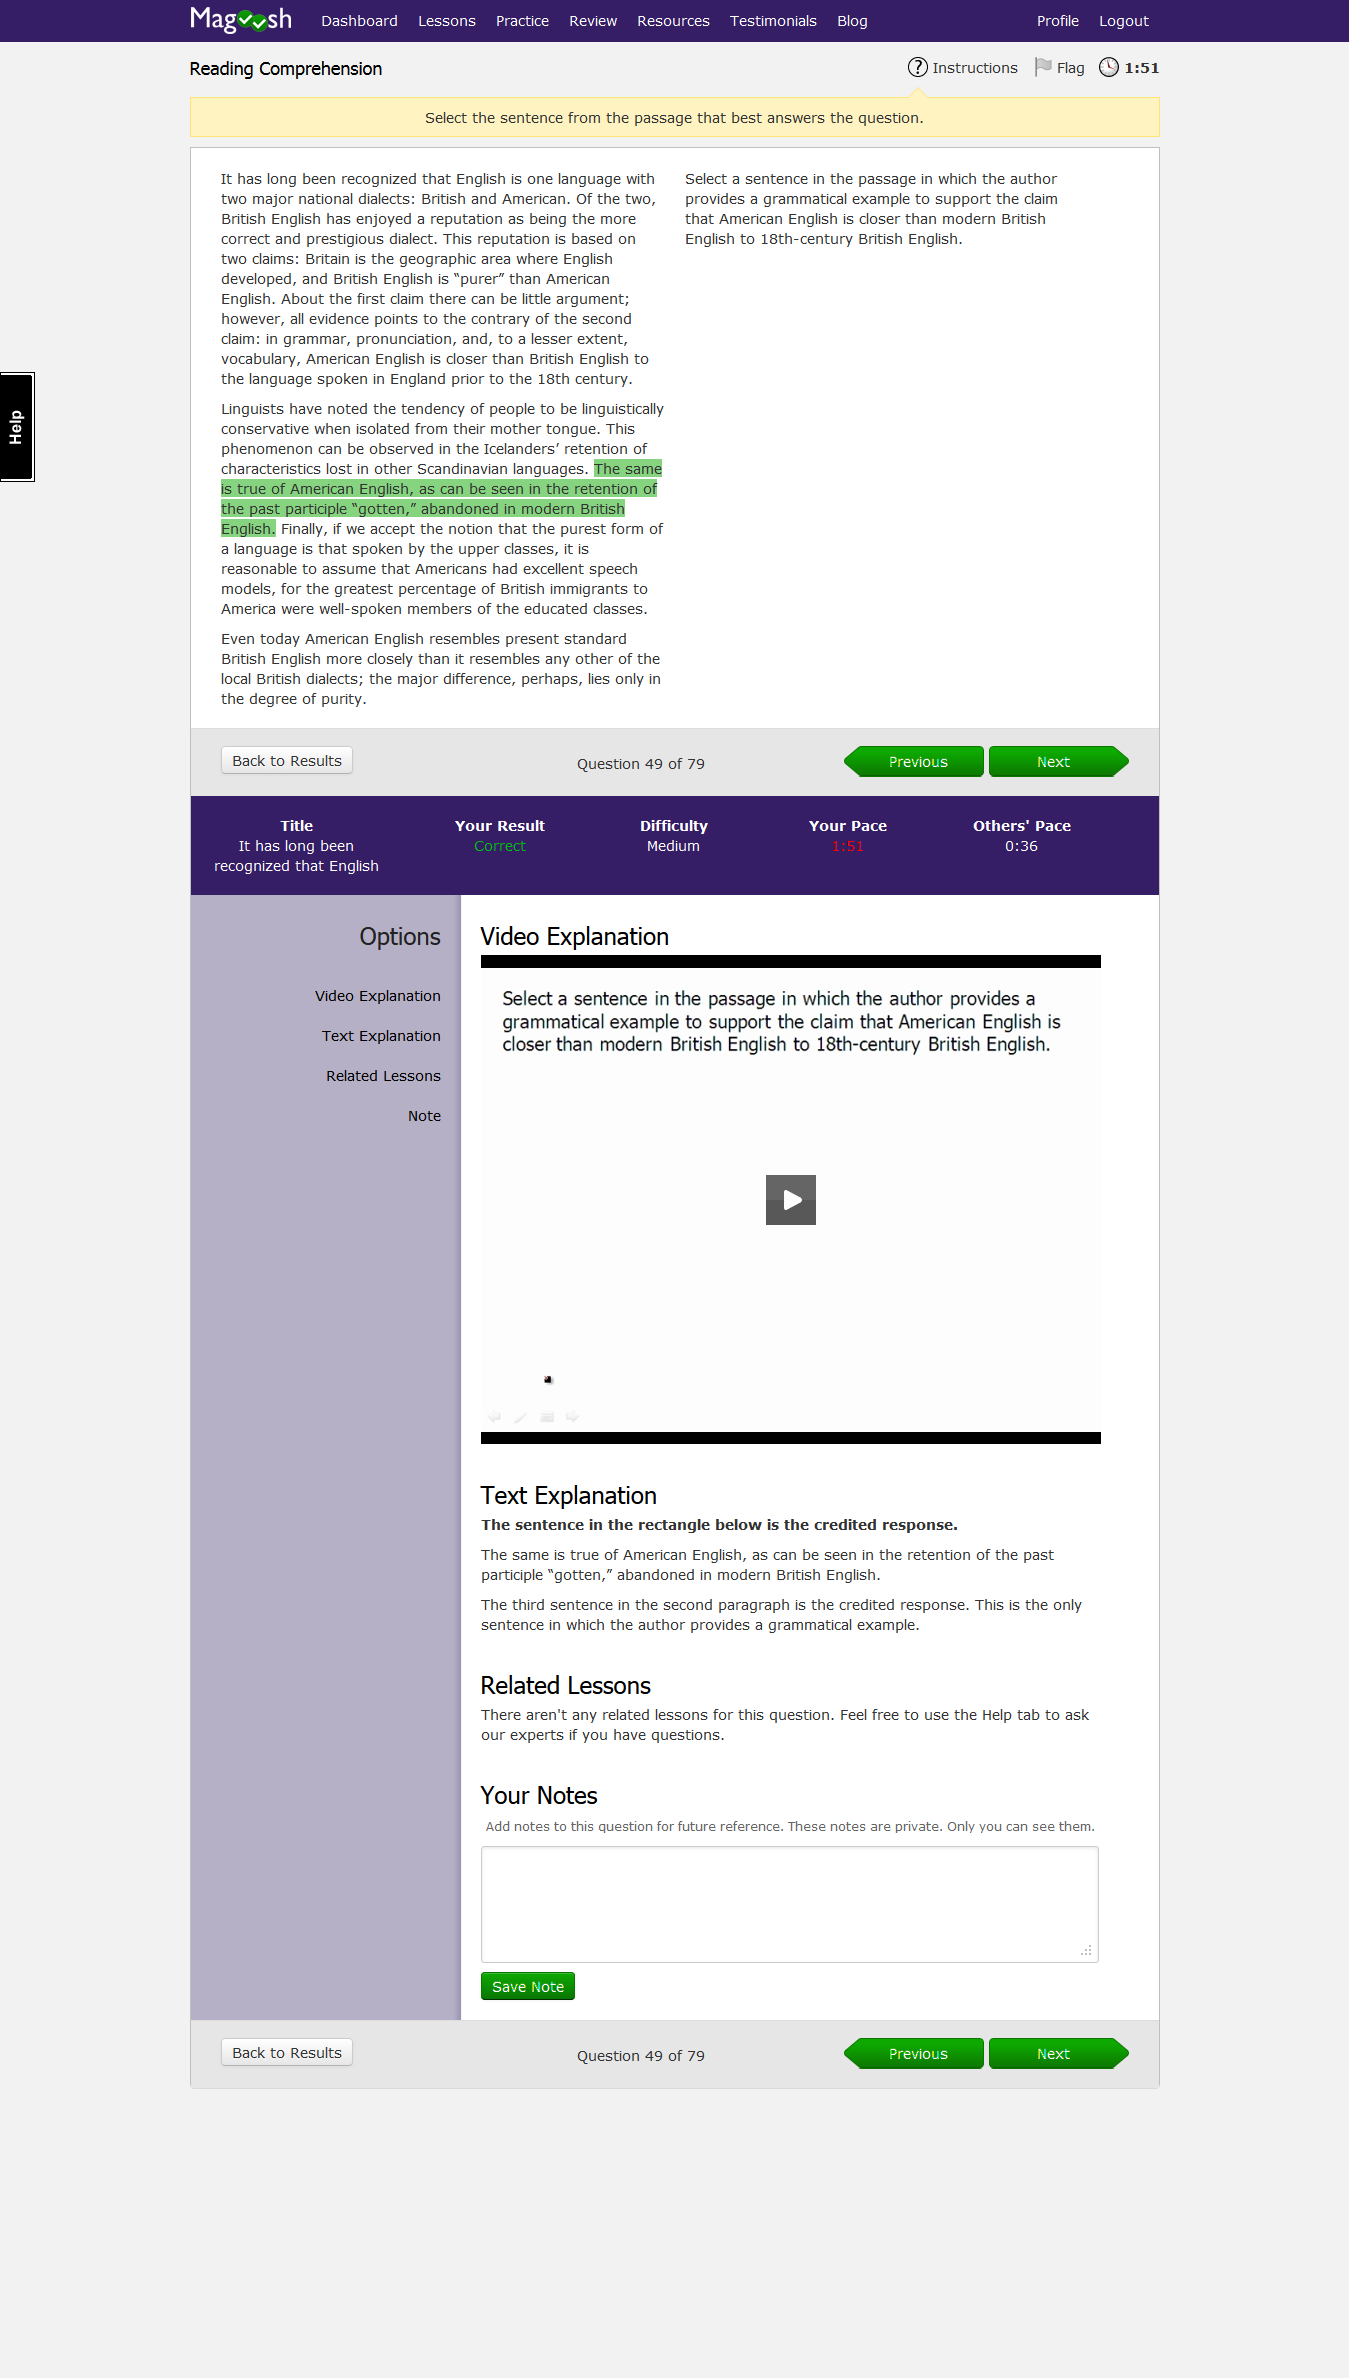 Magoosh Dashboard Lessons Practice Review Resources Testimonials Blog Profile Logout
Reading Comprehension
Instructions Flag 1:51
Select the sentence from the passage that best answers the question.
It has long been recognized that English is one language with
two major national dialects: British and American. Of the two,
British English has enjoyed a reputation as being the more
correct and prestigious dialect. This reputation is based on
two claims: Britain is the geographic area where English
developed, and British English is “purer” than American
English. About the first claim there can be little argument;
however, all evidence points to the contrary of the second
claim: in grammar, pronunciation, and, to a lesser extent,
vocabulary, American English is closer than British English to
the language spoken in England prior to the 18th century.
Linguists have noted the tendency of people to be linguistically
conservative when isolated from their mother tongue. This
phenomenon can be observed in the Icelanders’ retention of
characteristics lost in other Scandinavian languages. The same
is true of American English, as can be seen in the retention of
the past participle “gotten,” abandoned in modern British
English. Finally, if we accept the notion that the purest form of
a language is that spoken by the upper classes, it is
reasonable to assume that Americans had excellent speech
models, for the greatest percentage of British immigrants to
America were well-spoken members of the educated classes.
Even today American English resembles present standard
British English more closely than it resembles any other of the
local British dialects; the major difference, perhaps, lies only in
the degree of purity.
Select a sentence in the passage in which the author
provides a grammatical example to support the claim
that American English is closer than modern British
English to 18th-century British English.
Help
Back to Results
Question 49 of 79
Previous
Next
Title
It has long been
recognized that English
Your Result
Correct
Difficulty
Medium
Your Pace
1:51
Others' Pace
0:36
Options
Video Explanation
Text Explanation
Related Lessons
Note
Video Explanation
Select a sentence in the passage in which the author provides a
grammatical example to support the claim that American English is
closer than modern British English to 18th-century British English.
Text Explanation
The sentence in the rectangle below is the credited response.
The same is true of American English, as can be seen in the retention of the past
participle “gotten,” abandoned in modern British English.
The third sentence in the second paragraph is the credited response. This is the only
sentence in which the author provides a grammatical example.
Related Lessons
There aren't any related lessons for this question. Feel free to use the Help tab to ask
our experts if you have questions.
Your Notes
Add notes to this question for future reference. These notes are private. Only you can see them.
Save Note
Back to Results
Question 49 of 79
Previous
Next